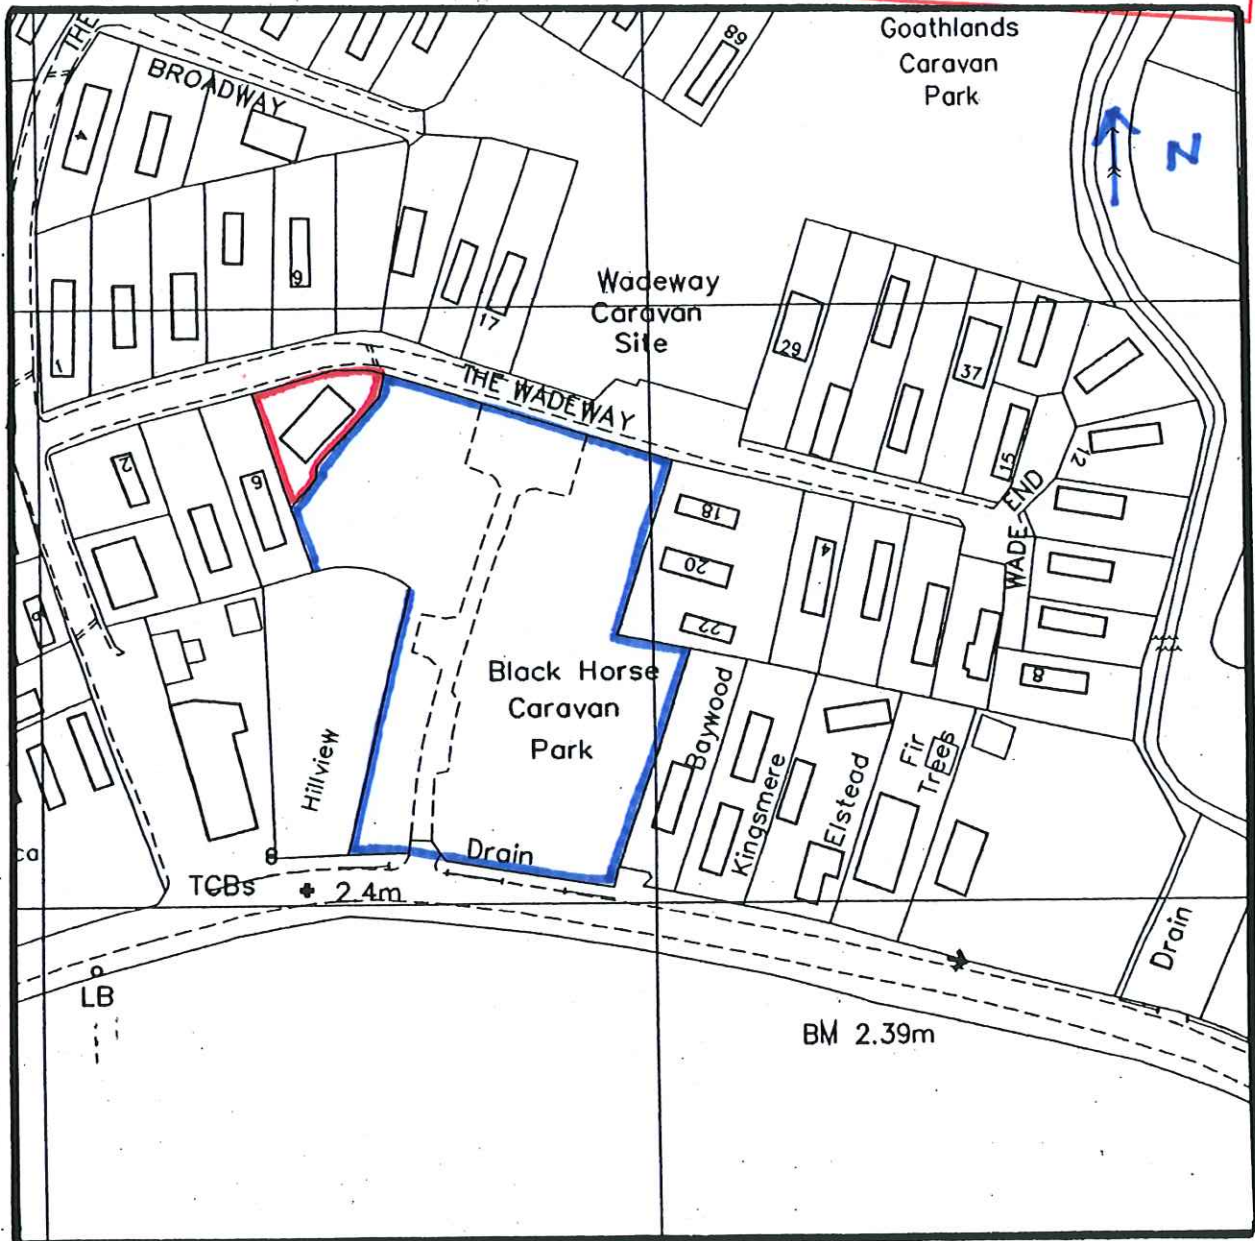 THE
BROADWAY
4
68
Goathlands
Caravan
Park
N
1
9
17
Wadeway
Caravan
Site
29
37
THE WADEWAY
15
12
WADE-END
2
6
18
20
22
4
8
Black Horse
Caravan
Park
Hillview
Baywood
Kingsmere
Elstead
Fir
Trees
Drain
TCBs
2.4m
LB
Drain
BM 2.39m